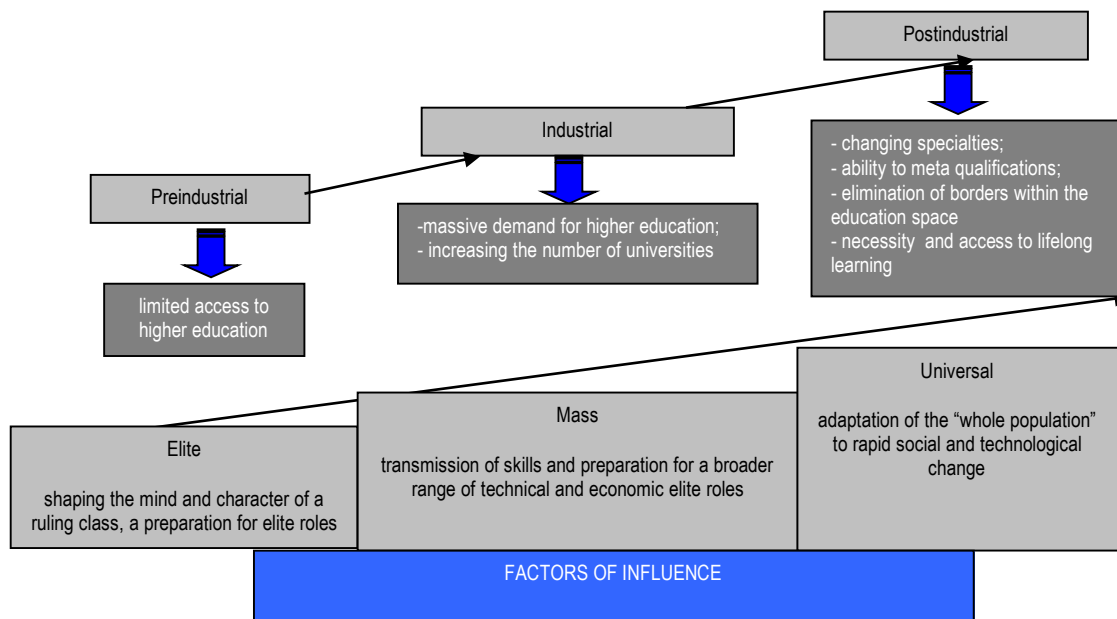 Postindustrial
Industrial
- changing specialties;
- ability to meta qualifications;
- elimination of borders within the
education space
- necessity and access to lifelong
learning
Preindustrial
-massive demand for higher education;
- increasing the number of universities
limited access to
higher education
Universal
adaptation of the “whole population”
to rapid social and technological
change
Mass
transmission of skills and preparation for a broader
range of technical and economic elite roles
Elite
shaping the mind and character of a
ruling class, a preparation for elite roles
FACTORS OF INFLUENCE